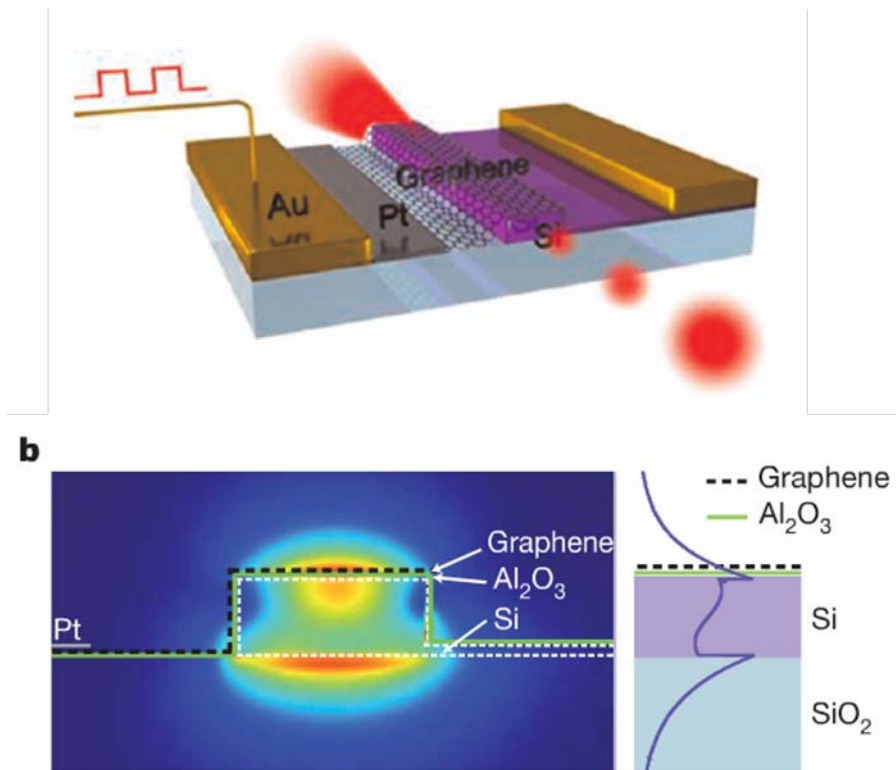 Graphene
Au
Pt
Si
b
Graphene
Al₂O₃
Graphene
Al₂O₃
Si
Pt
Si
SiO₂